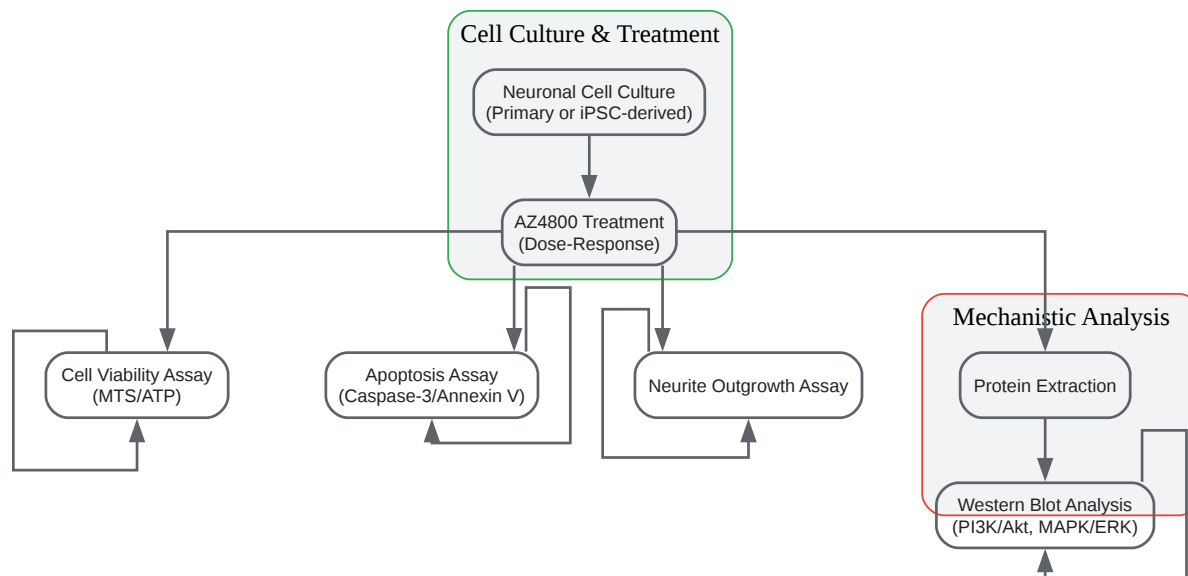 Cell Culture & Treatment
Neuronal Cell Culture
(Primary or iPSC-derived)
AZ4800 Treatment
(Dose-Response)
Mechanistic Analysis
Cell Viability Assay
(MTS/ATP)
Apoptosis Assay
(Caspase-3/Annexin V)
Neurite Outgrowth Assay
Protein Extraction
Western Blot Analysis
(PI3K/Akt, MAPK/ERK)